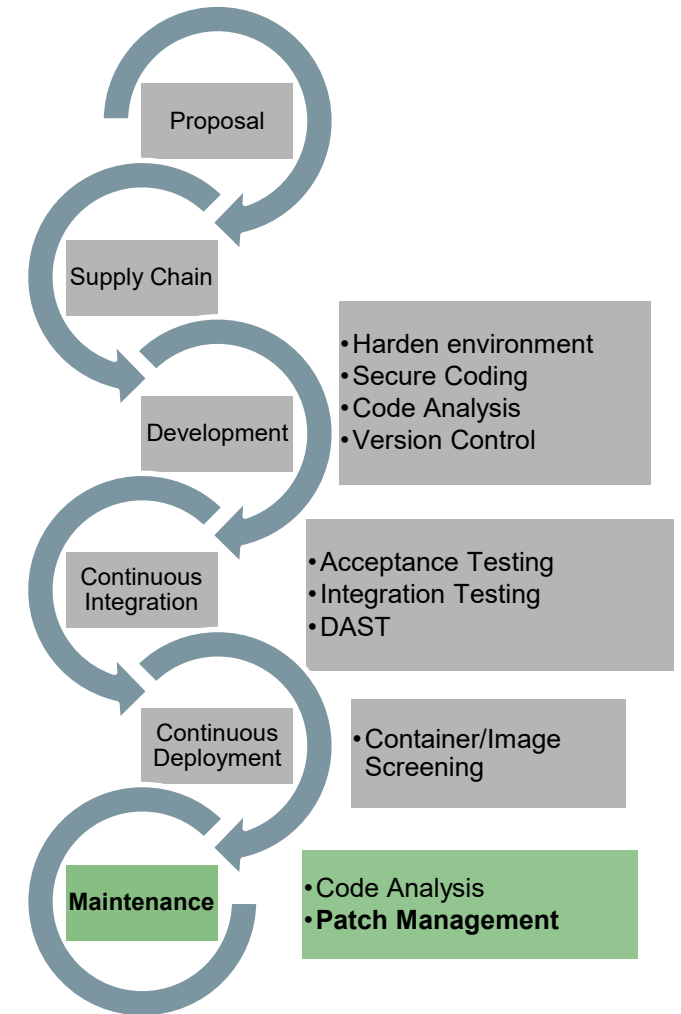 Proposal
Supply Chain
Development
•Harden environment
•Secure Coding
•Code Analysis
•Version Control
Continuous
Integration
•Acceptance Testing
•Integration Testing
•DAST
Continuous
Deployment
•Container/Image
Screening
Maintenance
•Code Analysis
•Patch Management